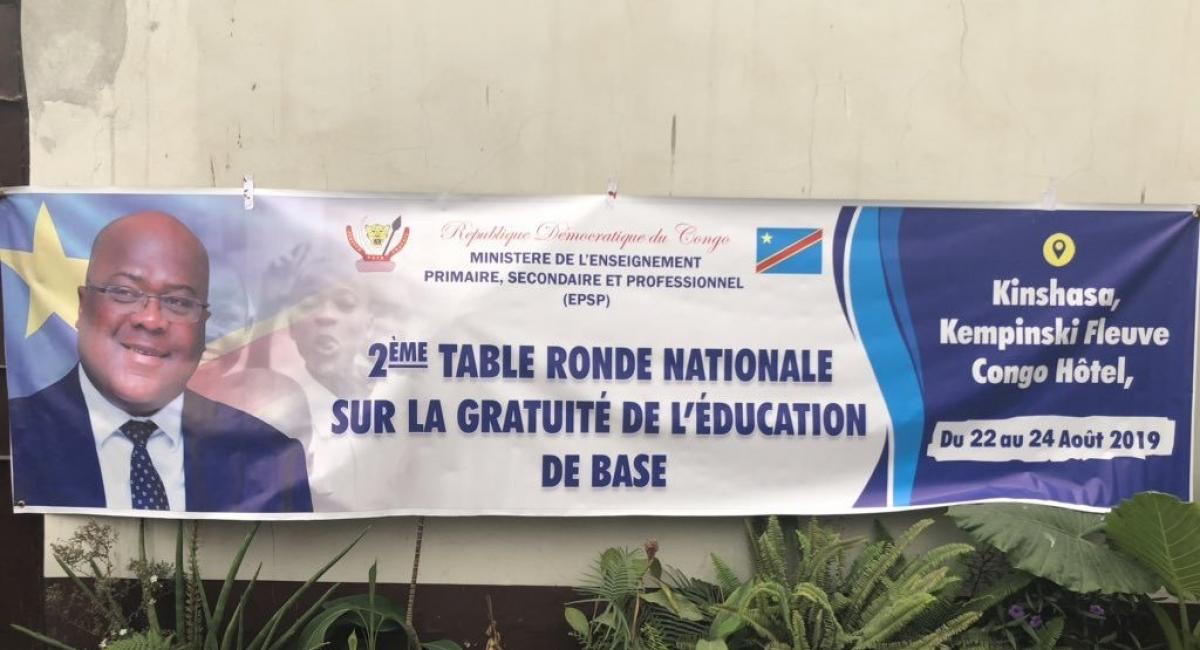 République Démocratique du Congo
MINISTERE DE L'ENSEIGNEMENT
PRIMAIRE, SECONDAIRE ET PROFESSIONNEL
(EPSP)
2ÈME TABLE RONDE NATIONALE
SUR LA GRATUITÉ DE L'ÉDUCATION
DE BASE
Kinshasa,
Kempinski Fleuve
Congo Hôtel,
Du 22 au 24 Août 2019